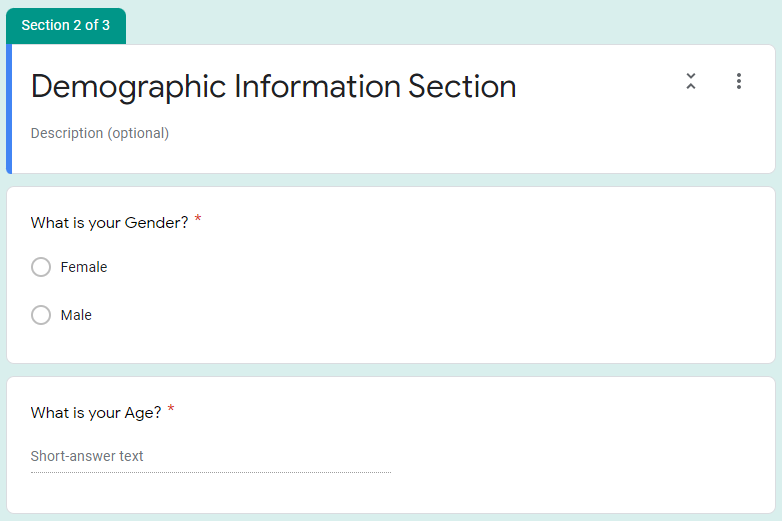 Section 2 of 3
Demographic Information Section
Description (optional)
What is your Gender? *
Female
Male
What is your Age? *
Short-answer text